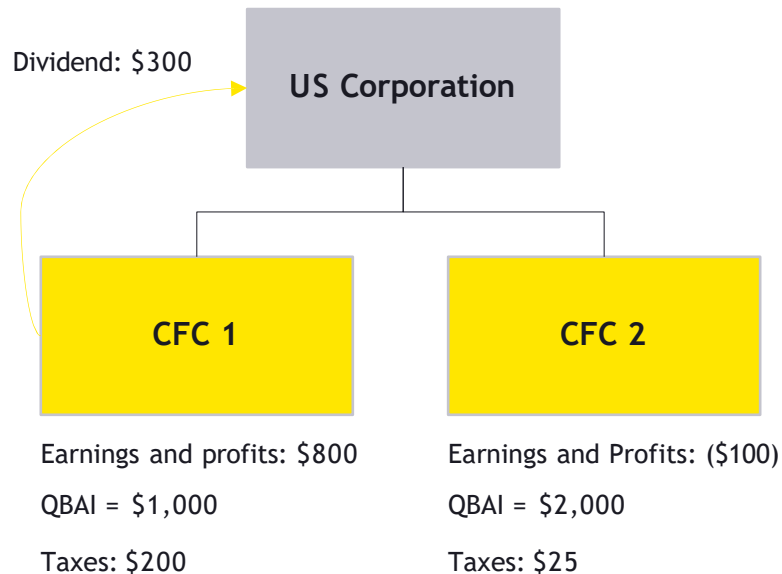 Dividend: $300
US Corporation
CFC 1
CFC 2
Earnings and profits: $800
QBAI = $1,000
Taxes: $200
Earnings and Profits: ($100)
QBAI = $2,000
Taxes: $25